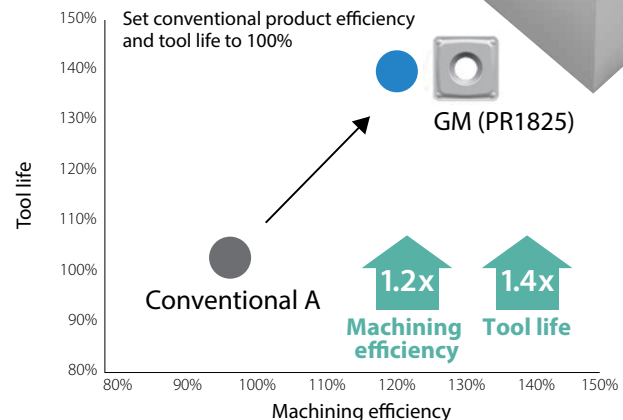 Set conventional product efficiency
and tool life to 100%
150%
140%
130%
120%
110%
100%
90%
80%
Tool life
GM (PR1825)
Conventional A
1.2x
Machining
efficiency
1.4x
Tool life
80%
90%
100%
110%
120%
130%
140%
150%
Machining efficiency